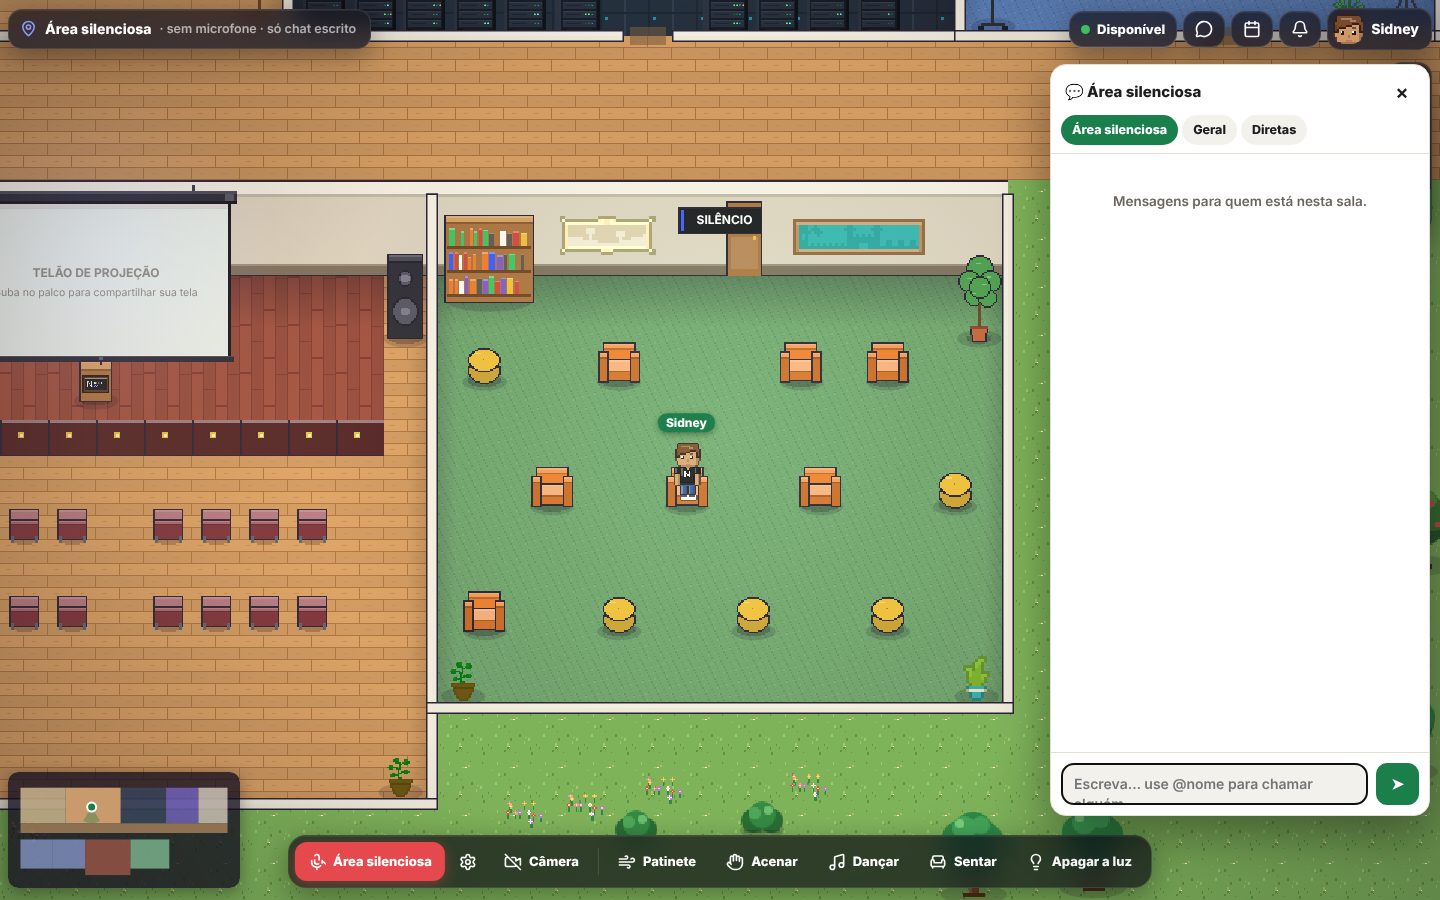 Área silenciosa · sem microfone · só chat escrito
Disponível
Sidney
💬 Área silenciosa
Área silenciosa Geral Diretas
Mensagens para quem está nesta sala.
SILÊNCIO
TELÃO DE PROJEÇÃO
uba no palco para compartilhar sua tela
Sidney
Escreva... use @nome para chamar
Área silenciosa
Câmera
Patinete
Acenar
Dançar
Sentar
Apagar a luz